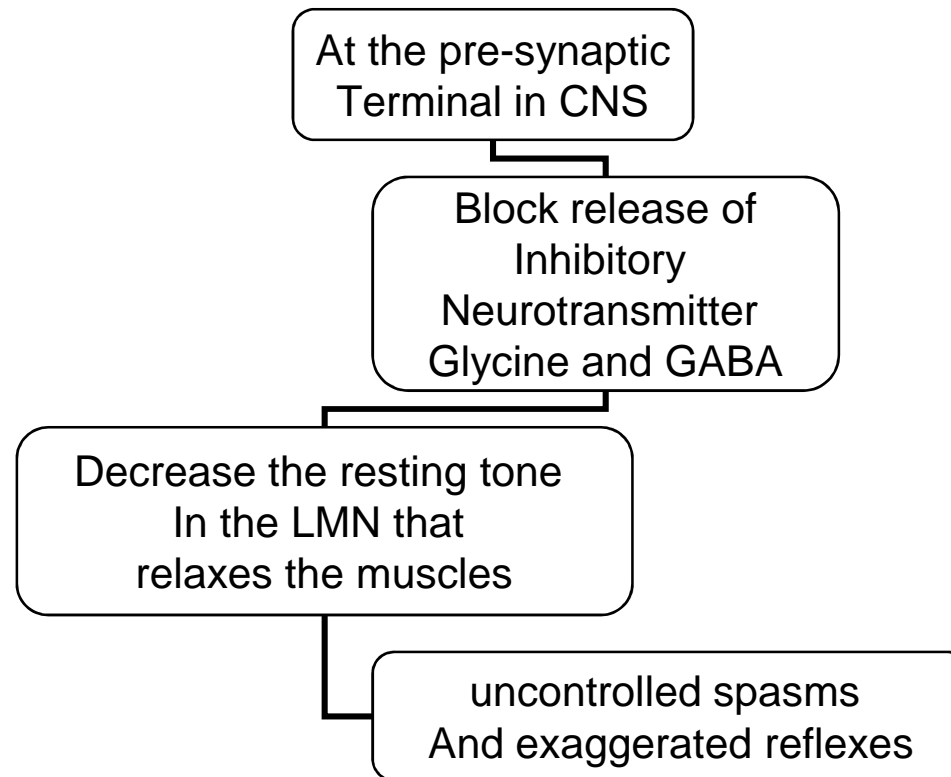 At the pre-synaptic
Terminal in CNS
Block release of
Inhibitory
Neurotransmitter
Glycine and GABA
Decrease the resting tone
In the LMN that
relaxes the muscles
uncontrolled spasms
And exaggerated reflexes